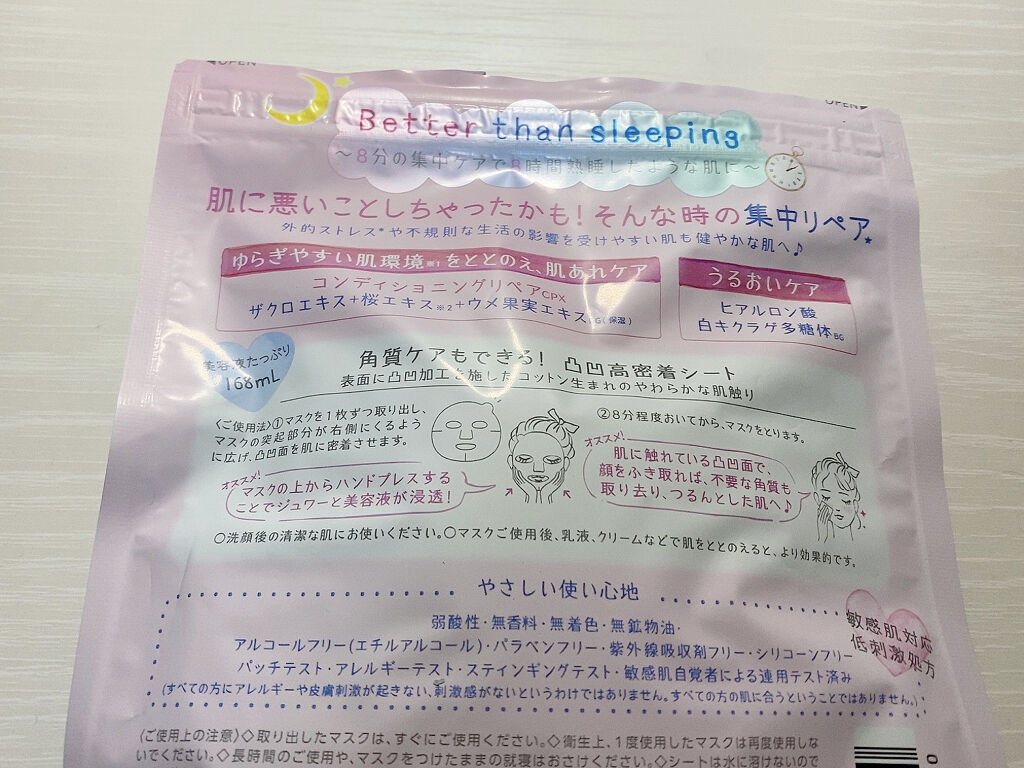 OPEN
OPEN
Better than sleeping
～8分の集中ケアで8時間熟睡したような肌に～
肌に悪いことしちゃったかも！そんな時の集中リペア
外的ストレス*や不規則な生活の影響を受けやすい肌も健やかな肌へ♪
ゆらぎやすい肌環境※1をととのえ、肌あれケア
コンディショニングリペアCPX
ザクロエキス+桜エキス※2+ウメ果実エキスBG(保湿)
うるおいケア
ヒアルロン酸
白キクラゲ多糖体BG
美容液たっぷり
168mL
角質ケアもできる！ 凸凹高密着シート
表面に凸凹加工を施したコットン生まれのやわらかな肌触り
〈ご使用法〉①マスクを1枚ずつ取り出し、
マスクの突起部分が右側にくるよう
に広げ、凸凹面を肌に密着させます。
オススメ！
マスクの上からハンドプレスする
ことでジュワーと美容液が浸透！
②8分程度おいてから、マスクをとります。
オススメ！
肌に触れている凸凹面で、
顔をふき取れば、不要な角質も
取り去り、つるんとした肌へ♪
○洗顔後の清潔な肌にお使いください。○マスクご使用後、乳液、クリームなどで肌をととのえると、より効果的です。
やさしい使い心地
弱酸性・無香料・無着色・無鉱物油・
アルコールフリー(エチルアルコール)・パラベンフリー・紫外線吸収剤フリー・シリコーンフリー
パッチテスト・アレルギーテスト・スティンギングテスト・敏感肌自覚者による連用テスト済み
(すべての方にアレルギーや皮膚刺激が起きない、刺激感がないというわけではありません。すべての方の肌に合うということではありません。)
敏感肌対応
低刺激処方
〈ご使用上の注意〉◇取り出したマスクは、すぐにご使用ください。◇衛生上、1度使用したマスクは再度使用しな
いでください。◇長時間のご使用や、マスクをつけたままの就寝はおさけください。◇シートは水に溶けないので